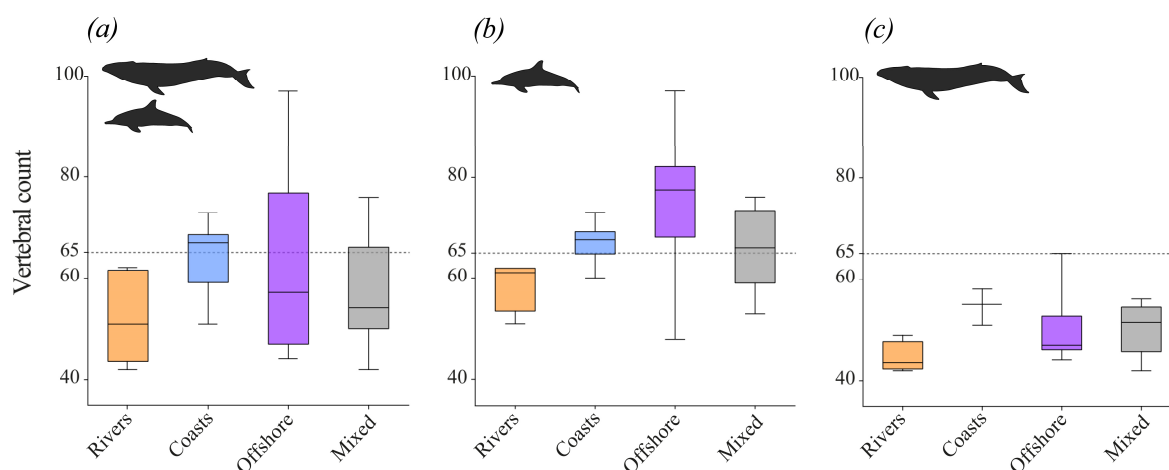 (a)
(b)
(c)
Vertebral count
100
80
65
60
40
Rivers
Coasts
Offshore
Mixed
100
80
65
60
40
Rivers
Coasts
Offshore
Mixed
100
80
65
60
40
Rivers
Coasts
Offshore
Mixed